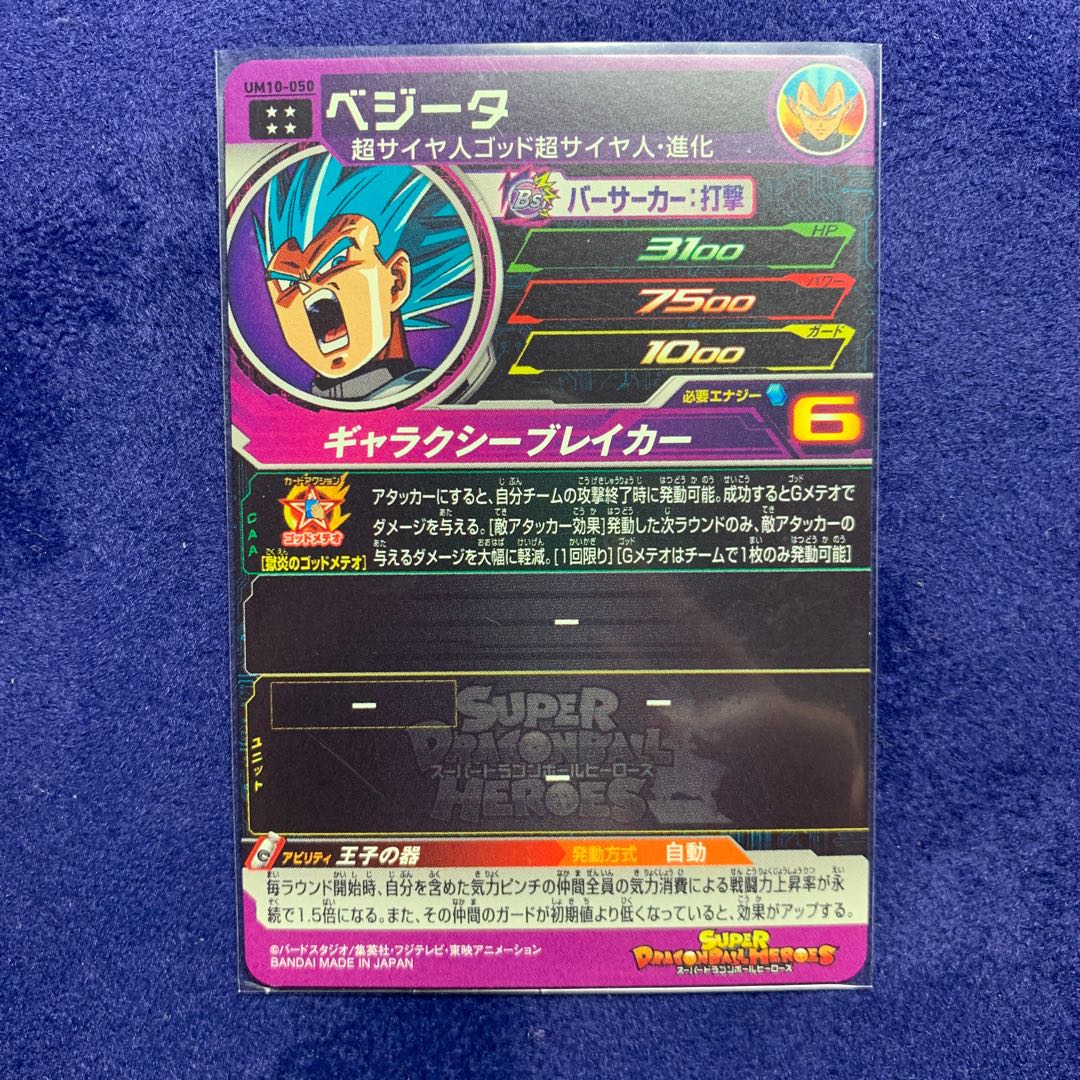 UM10-050
ベジータ
超サイヤ人ゴッド超サイヤ人・進化
Bs
バーサーカー:打撃
HP
3100
パワー
7500
ガード
1000
必要エナジー
6
ギャラクシーブレイカー
CAA
カードアクション
ゴッドメテオ
[獄炎のゴッドメテオ]
アタッカーにすると、自分チームの攻撃終了時に発動可能。成功するとGメテオで
ダメージを与える。[敵アタッカー効果]発動した次ラウンドのみ、敵アタッカーの
与えるダメージを大幅に軽減。[1回限り][Gメテオはチームで1枚のみ発動可能]
ー
ユニット
ー
ー
ー
SUPER
DRAGONBALL
スーパードラゴンボールヒーローズ
HEROES
アビリティ 王子の器
発動方式 自動
毎ラウンド開始時、自分を含めた気力ピンチの仲間全員の気力消費による戦闘力上昇率が永
続で1.5倍になる。また、その仲間のガードが初期値より低くなっていると、効果がアップする。
©バードスタジオ/集英社・フジテレビ・東映アニメーション
BANDAI MADE IN JAPAN
SUPER
DRAGONBALL HEROES
スーパードラゴンボールヒーローズ